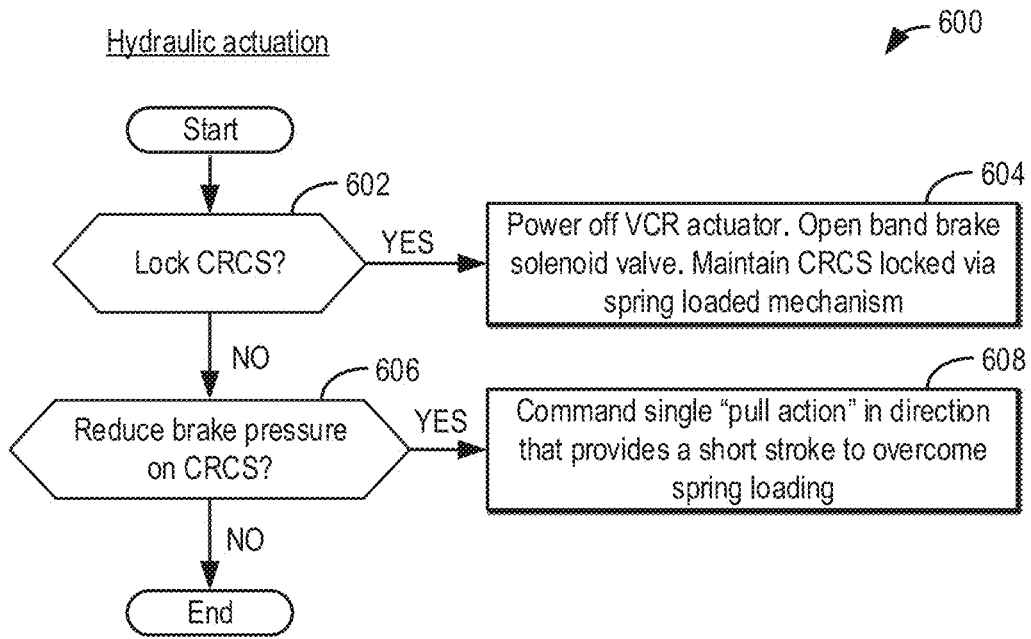 Hydraulic actuation
600
Start
602
Lock CRCS?
YES
604
Power off VCR actuator. Open band brake
solenoid valve. Maintain CRCS locked via
spring loaded mechanism
NO
606
Reduce brake pressure
on CRCS?
YES
608
Command single “pull action” in direction
that provides a short stroke to overcome
spring loading
NO
End